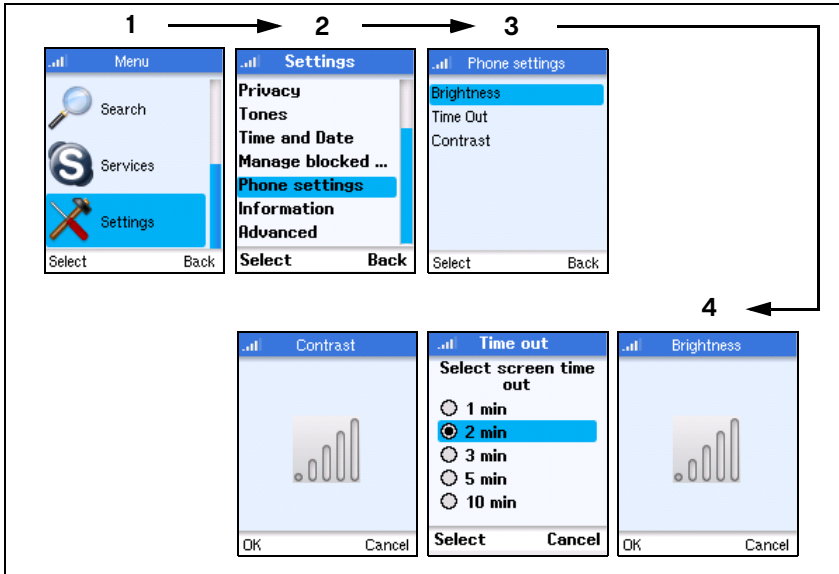 1 2 3
Menu
Search
S
Services
Settings
Select Back
Settings
Privacy
Tones
Time and Date
Manage blocked ...
Phone settings
Information
Advanced
Select Back
Phone settings
Brightness
Time Out
Contrast
Select Back
4
Contrast
OK Cancel
Time out
Select screen time
out
1 min
2 min
3 min
5 min
10 min
Select Cancel
Brightness
OK Cancel